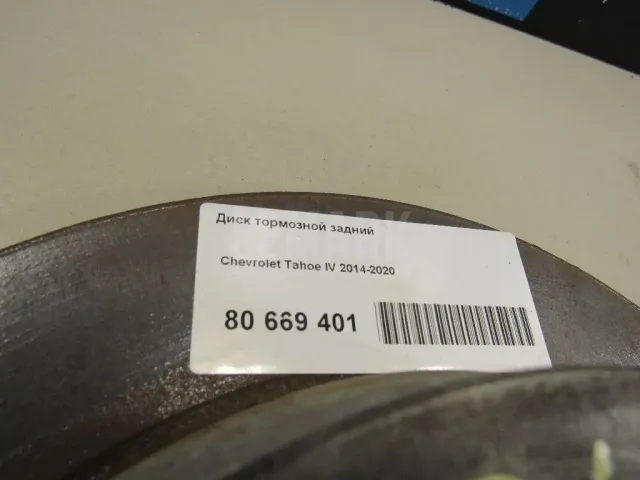 Диск тормозной задний
Chevrolet Tahoe IV 2014-2020
80 669 401